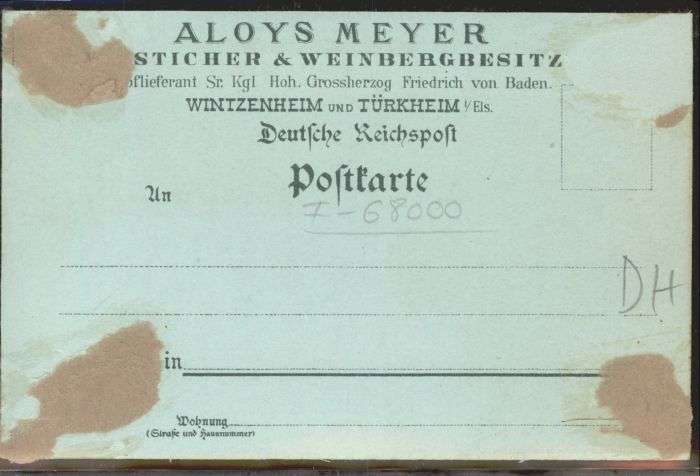 ALOYS MEYER
STICHER & WEINBERGBESITZ
oflieferant Sr. Kgl Hoh. Grossherzog Friedrich von Baden.
WINTZENHEIM UND TÜRKHEIM i/Els.
Deutſche Reichspoſt
Poſtkarte
An
I-68000
DH
in
Wohnung
(Straße und Hausnummer)